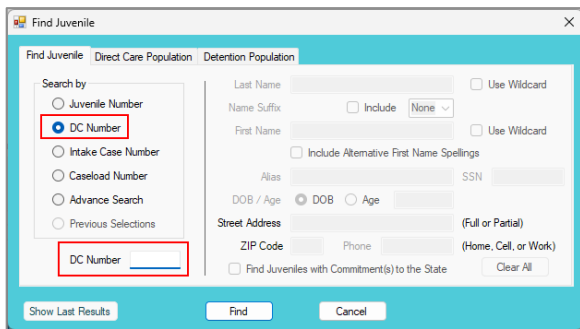 Find Juvenile
Find Juvenile Direct Care Population Detention Population
Search by
Juvenile Number
DC Number
Intake Case Number
Caseload Number
Advance Search
Previous Selections
DC Number
Last Name Use Wildcard
Name Suffix Include None
First Name Use Wildcard
Include Alternative First Name Spellings
Alias SSN
DOB / Age DOB Age
Street Address (Full or Partial)
ZIP Code Phone (Home, Cell, or Work)
Find Juveniles with Commitment(s) to the State Clear All
Show Last Results Find Cancel